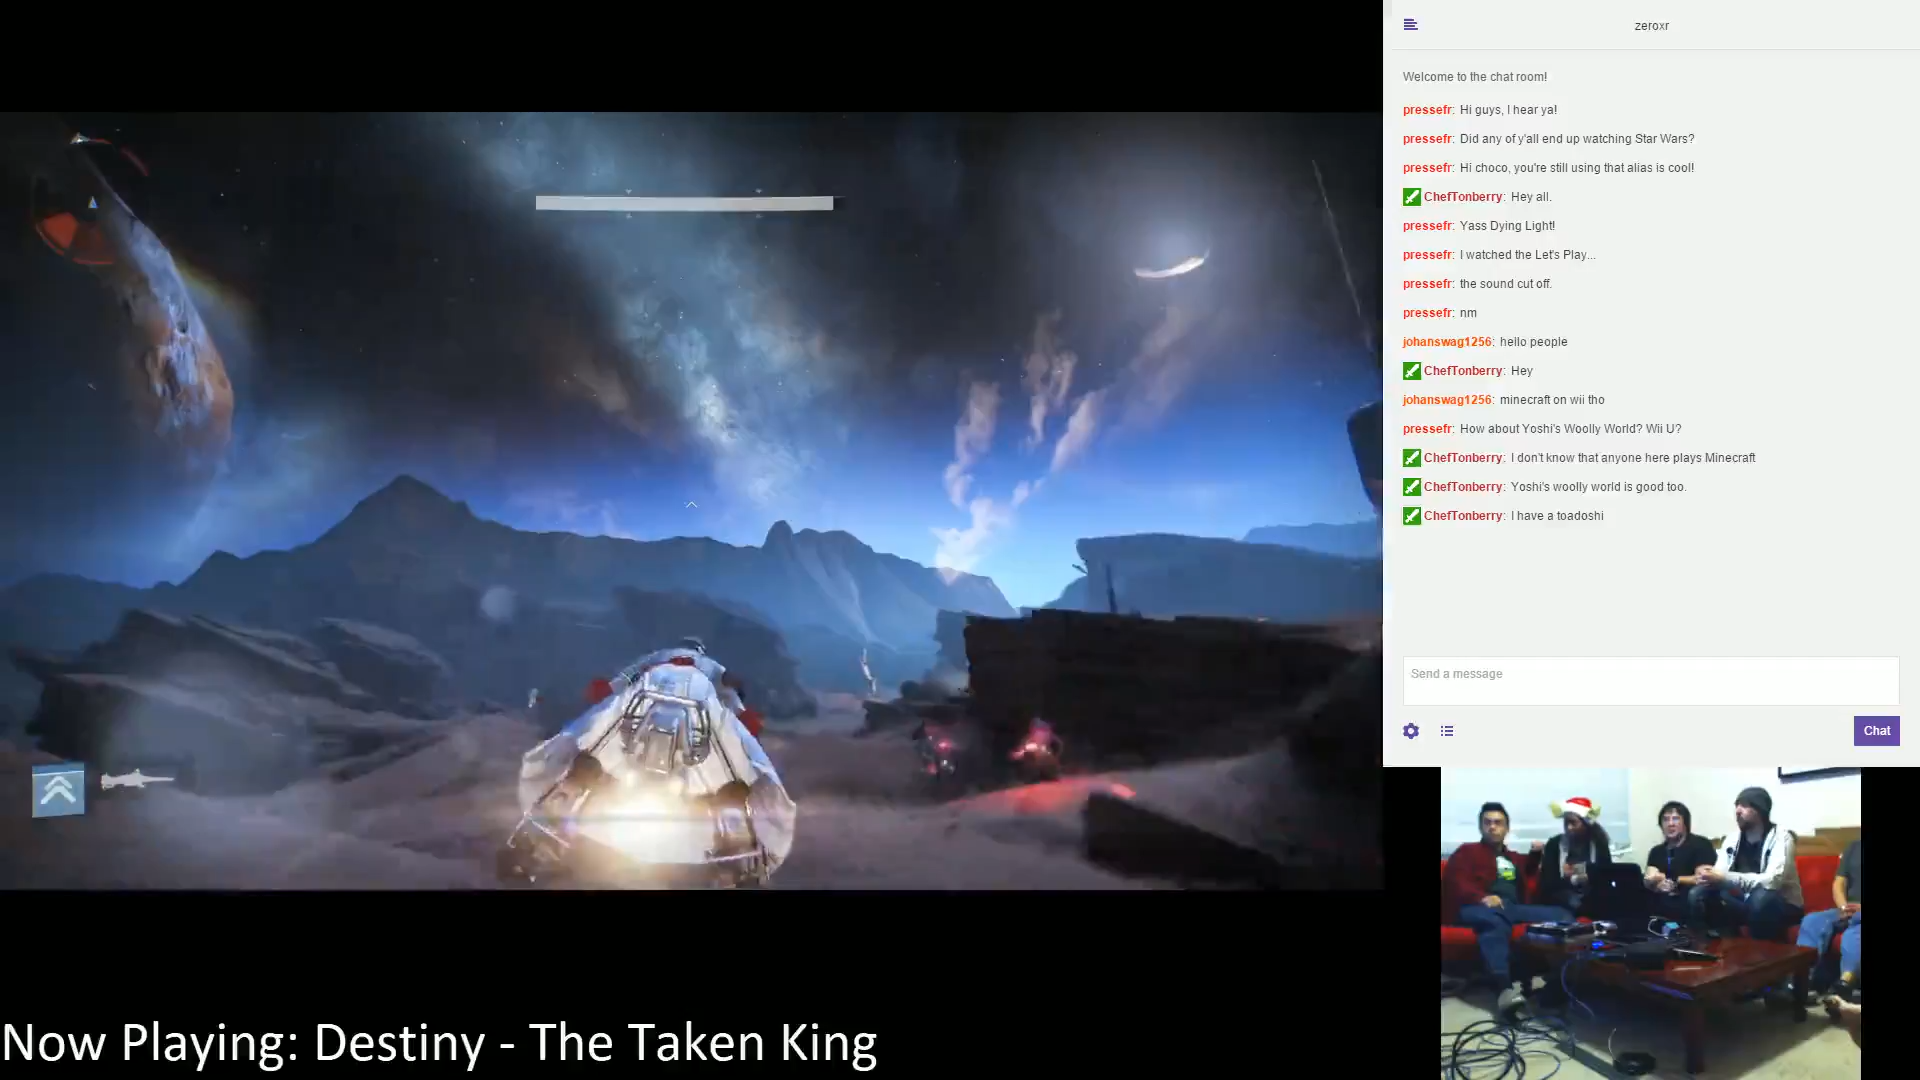 zeroxr
Welcome to the chat room!
pressefr: Hi guys, I hear ya!
pressefr: Did any of y'all end up watching Star Wars?
pressefr: Hi choco, you're still using that alias is cool!
ChefTonberry: Hey all.
pressefr: Yass Dying Light!
pressefr: I watched the Let's Play...
pressefr: the sound cut off.
pressefr: nm
johanswag1256: hello people
ChefTonberry: Hey
johanswag1256: minecraft on wii tho
pressefr: How about Yoshi's Woolly World? Wii U?
ChefTonberry: I don't know that anyone here plays Minecraft
ChefTonberry: Yoshi's woolly world is good too.
ChefTonberry: I have a toadoshi
Send a message
Chat
Now Playing: Destiny - The Taken King